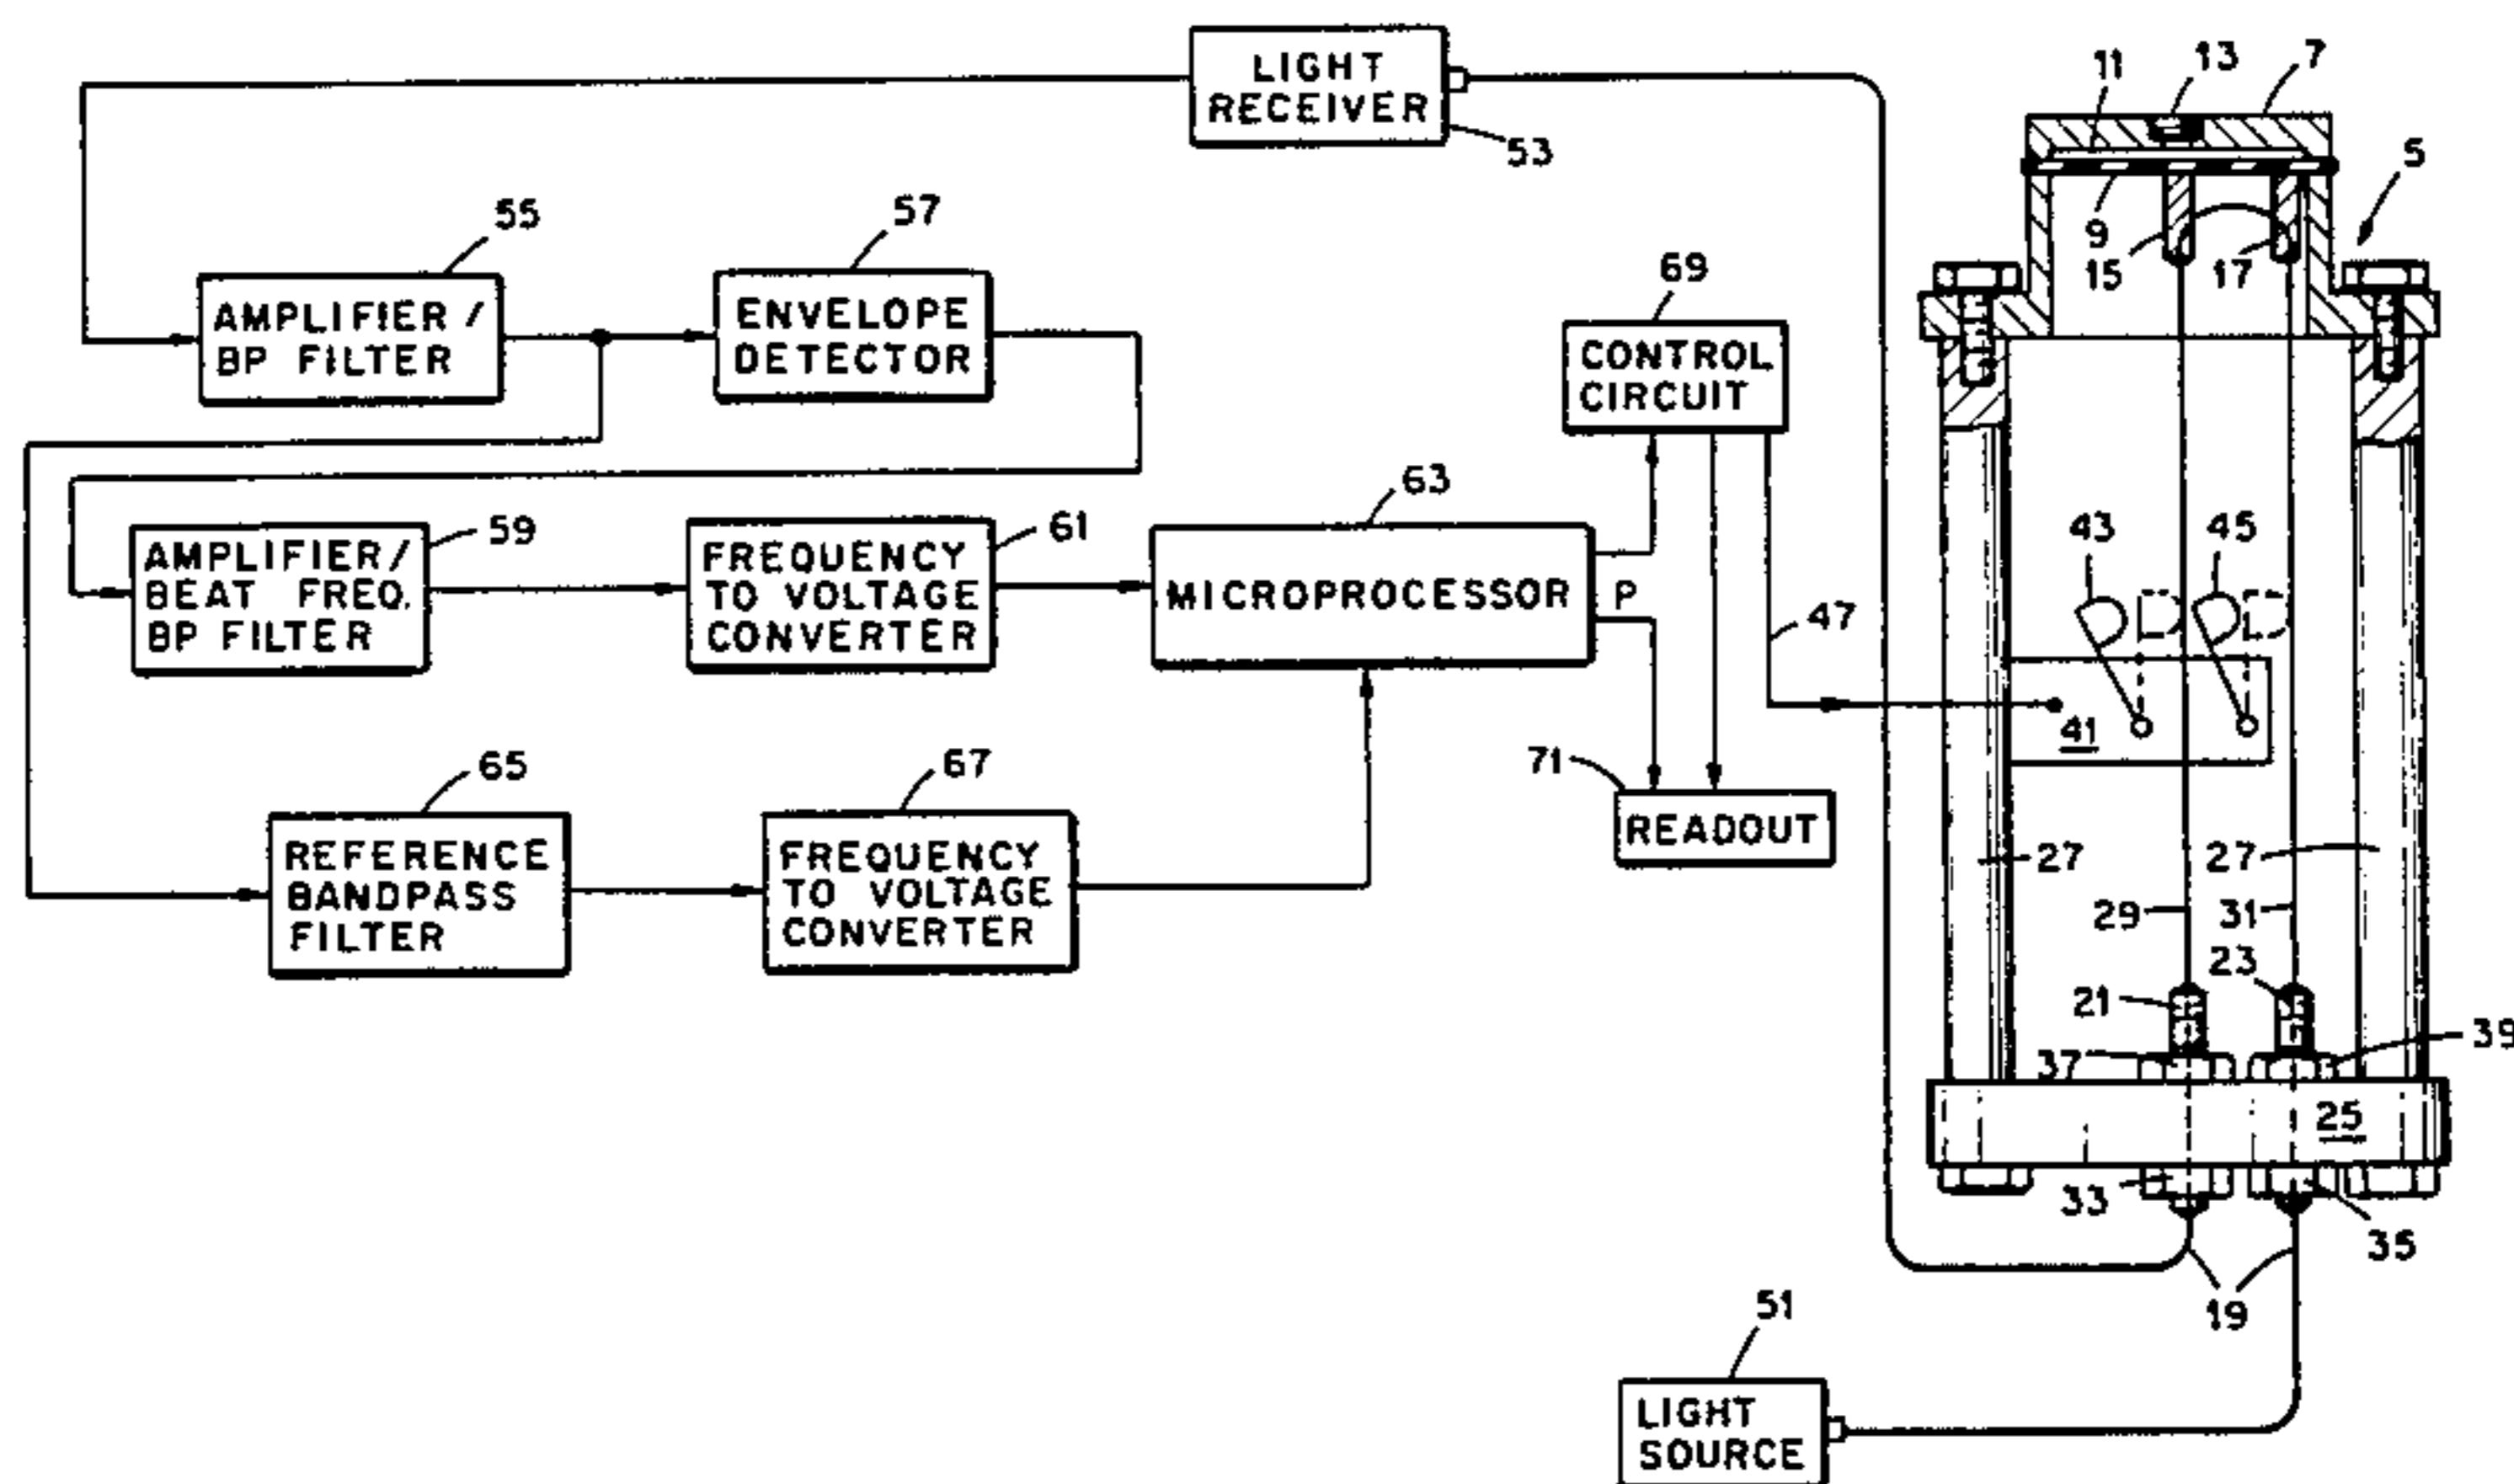 LIGHT
RECEIVER
53
11
13
7
5
9
15
17
55
AMPLIFIER /
BP FILTER
57
ENVELOPE
DETECTOR
69
CONTROL
CIRCUIT
59
AMPLIFIER/
BEAT FREQ.
BP FILTER
61
FREQUENCY
TO VOLTAGE
CONVERTER
63
MICROPROCESSOR
P
47
43
45
41
65
REFERENCE
BANDPASS
FILTER
67
FREQUENCY
TO VOLTAGE
CONVERTER
71
READOUT
27
27
29
31
23
21
37
39
25
33
35
19
51
LIGHT
SOURCE